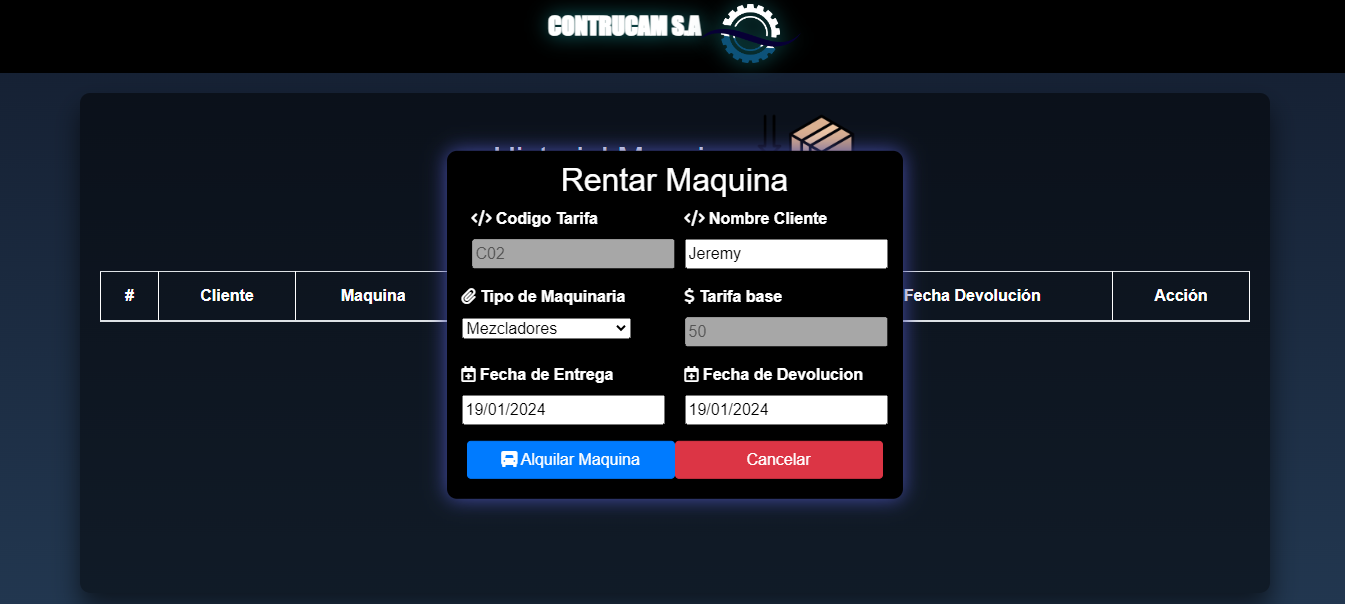 CONTRUCAM S.A
Rentar Maquina
</> Codigo Tarifa
</> Nombre Cliente
C02
Jeremy
Tipo de Maquinaria
$ Tarifa base
Mezcladores
50
Fecha de Entrega
Fecha de Devolucion
19/01/2024
19/01/2024
Alquilar Maquina
Cancelar
# Cliente Maquina Fecha Devolución Acción